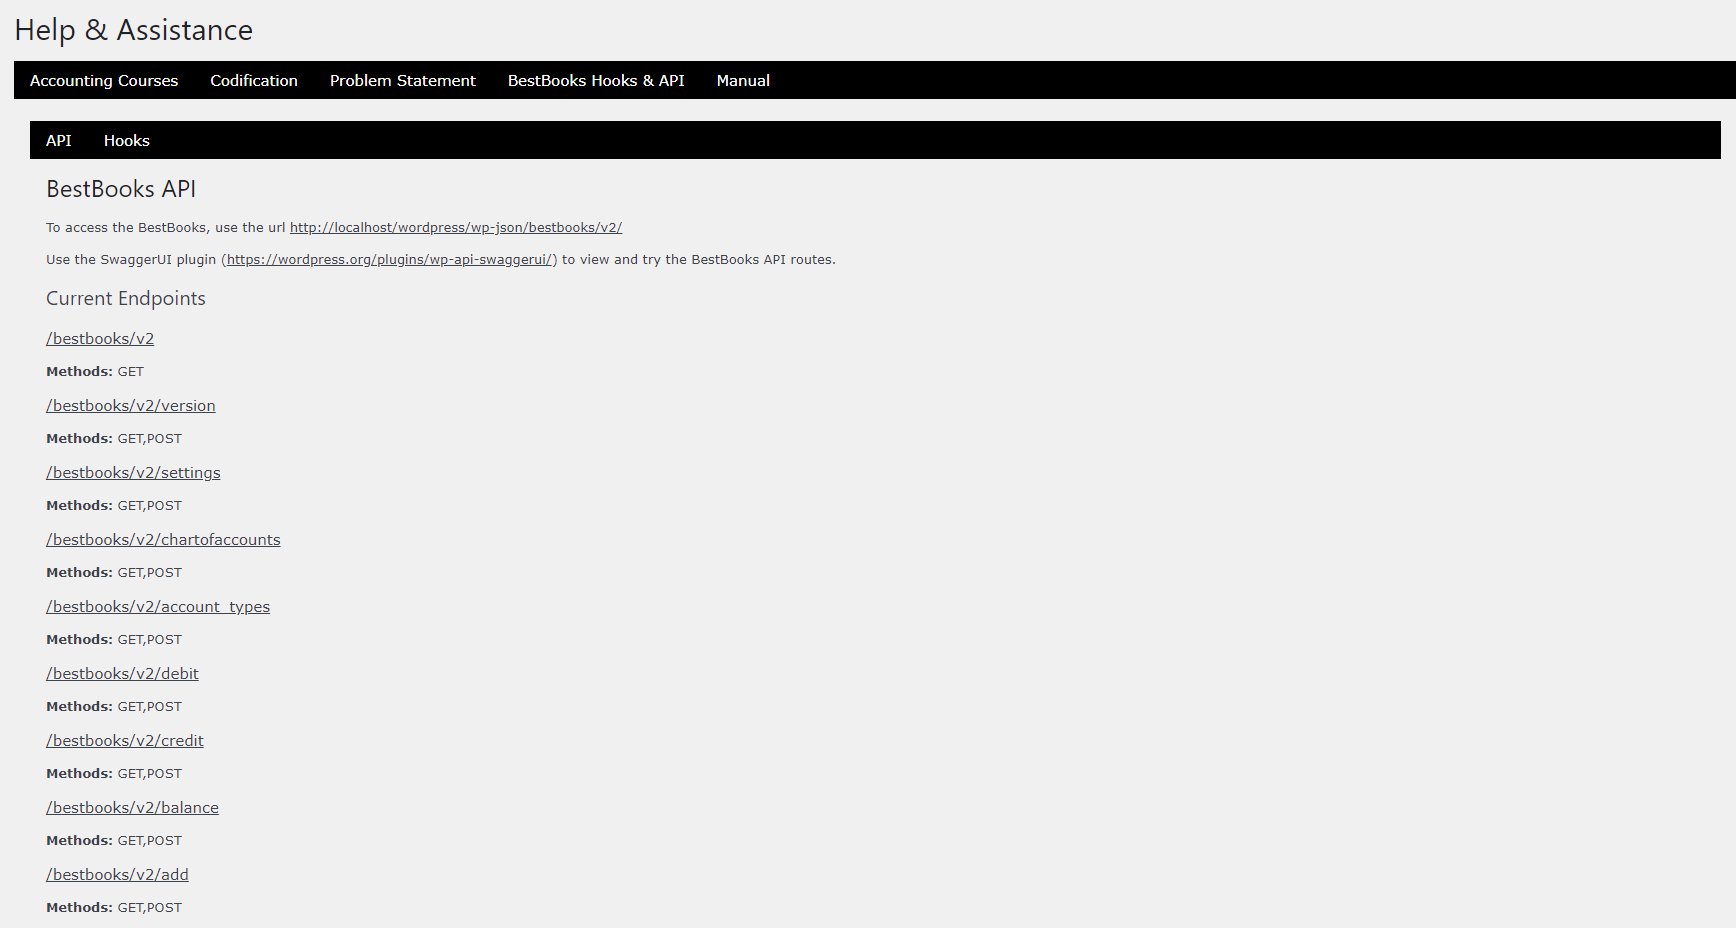 Help & Assistance
Accounting Courses Codification Problem Statement BestBooks Hooks & API Manual
API Hooks
BestBooks API
To access the BestBooks, use the url http://localhost/wordpress/wp-json/bestbooks/v2/
Use the SwaggerUI plugin (https://wordpress.org/plugins/wp-api-swaggerui/) to view and try the BestBooks API routes.
Current Endpoints
/bestbooks/v2
Methods: GET
/bestbooks/v2/version
Methods: GET,POST
/bestbooks/v2/settings
Methods: GET,POST
/bestbooks/v2/chartofaccounts
Methods: GET,POST
/bestbooks/v2/account_types
Methods: GET,POST
/bestbooks/v2/debit
Methods: GET,POST
/bestbooks/v2/credit
Methods: GET,POST
/bestbooks/v2/balance
Methods: GET,POST
/bestbooks/v2/add
Methods: GET,POST